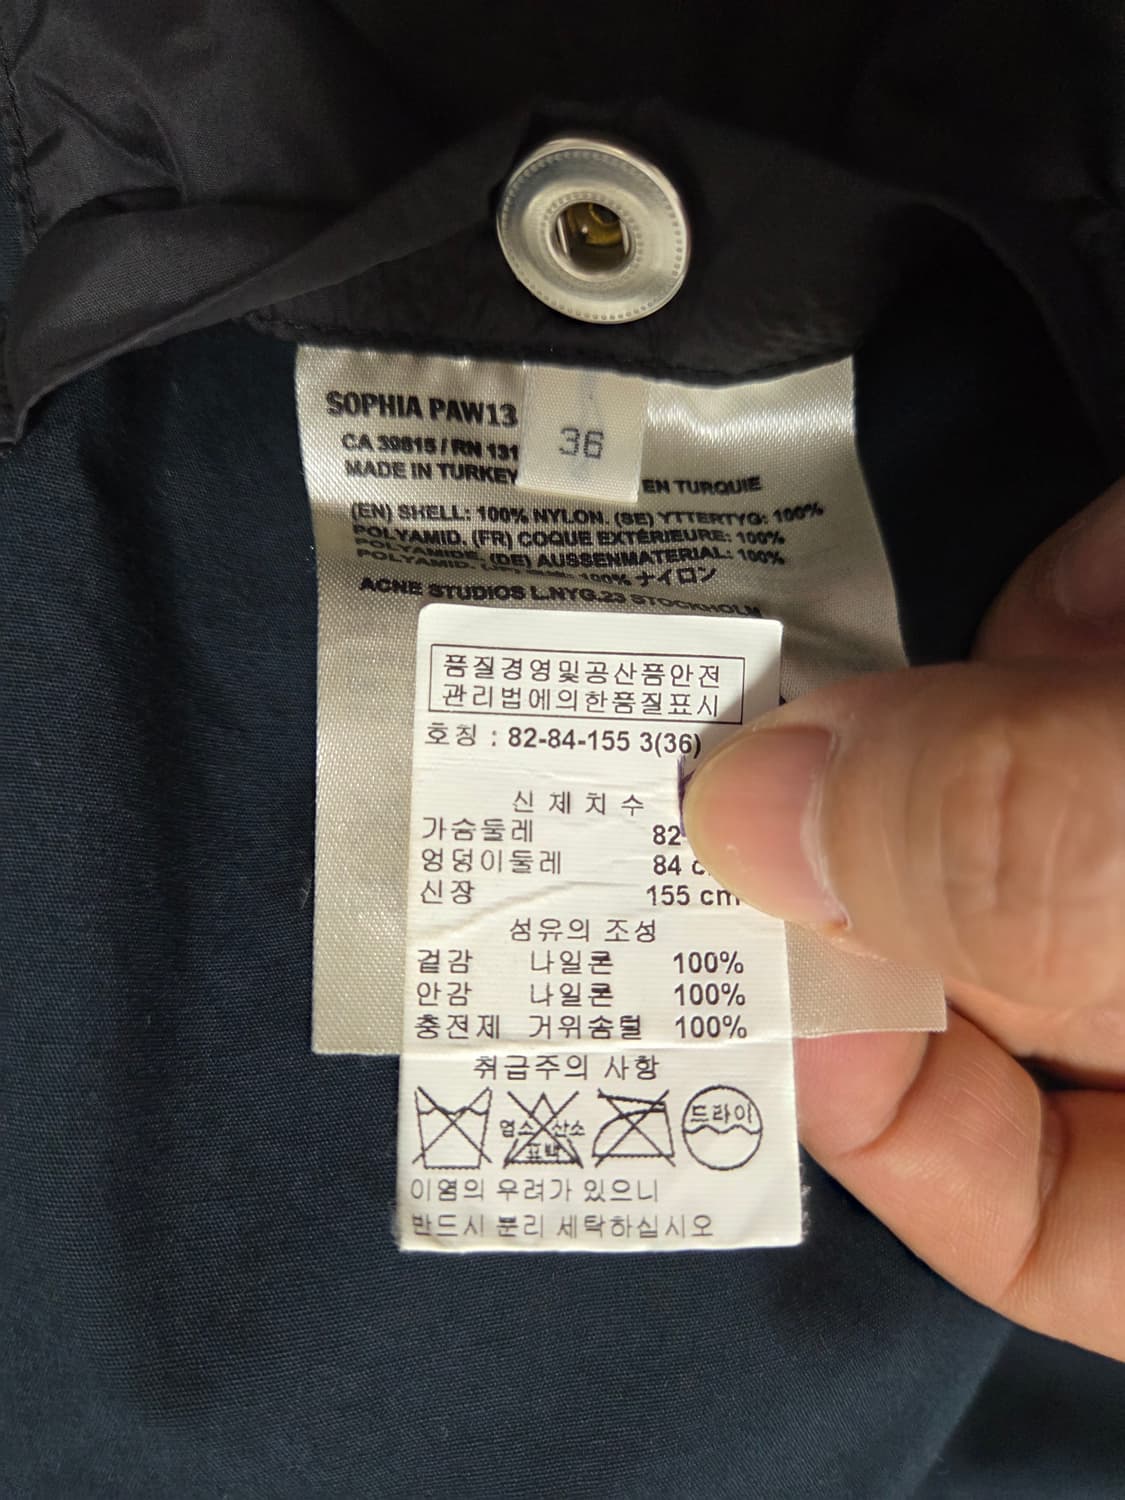 SOPHIA PAW13
36
CA 39815 / RN 131
MADE IN TURKEY
EN TURQUIE
(EN) SHELL: 100% NYLON. (SE) YTTERTYG: 100%
POLYAMID. (FR) COQUE EXTÉRIEURE: 100%
POLYAMIDE. (DE) AUSSENMATERIAL: 100%
POLYAMID. 100% ナイロン
ACNE STUDIOS L.NYG.23 STOCKHOLM
품질경영및공산품안전
관리법에의한품질표시
호칭 : 82-84-155 3(36)
신 체 치 수
가슴둘레 82
엉덩이둘레 84
신장 155 cm
섬유의 조성
겉감 나일론 100%
안감 나일론 100%
충전제 거위솜털 100%
취급주의 사항
염소 산소
표백
드라이
이염의 우려가 있으니
반드시 분리 세탁하십시오